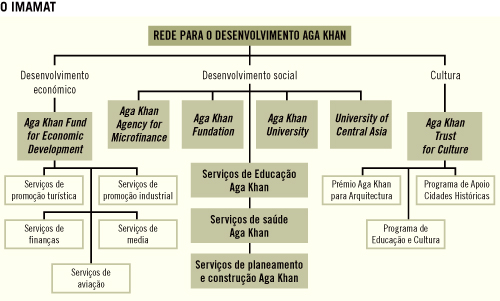 O IMAMAT
REDE PARA O DESENVOLVIMENTO AGA KHAN
Desenvolvimento
económico
Desenvolvimento social
Cultura
Aga Khan Fund
for Economic
Development
Aga Khan
Agency for
Microfinance
Aga Khan
Fundation
Aga Khan
University
University of
Central Asia
Aga Khan
Trust
for Culture
Serviços de
promoção turística
Serviços de
promoção industrial
Serviços de
finanças
Serviços de
media
Serviços de
aviação
Serviços de Educação
Aga Khan
Serviços de saúde
Aga Khan
Serviços de planeamento
e construção Aga Khan
Prémio Aga Khan
para Arquitectura
Programa de Apoio
Cidades Históricas
Programa de
Educação e Cultura